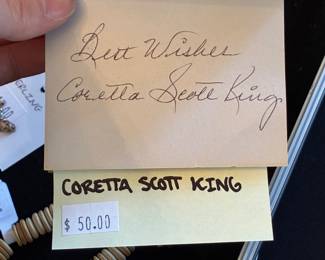 Best Wishes
Coretta Scott King
CORETTA SCOTT KING
$ 50.00